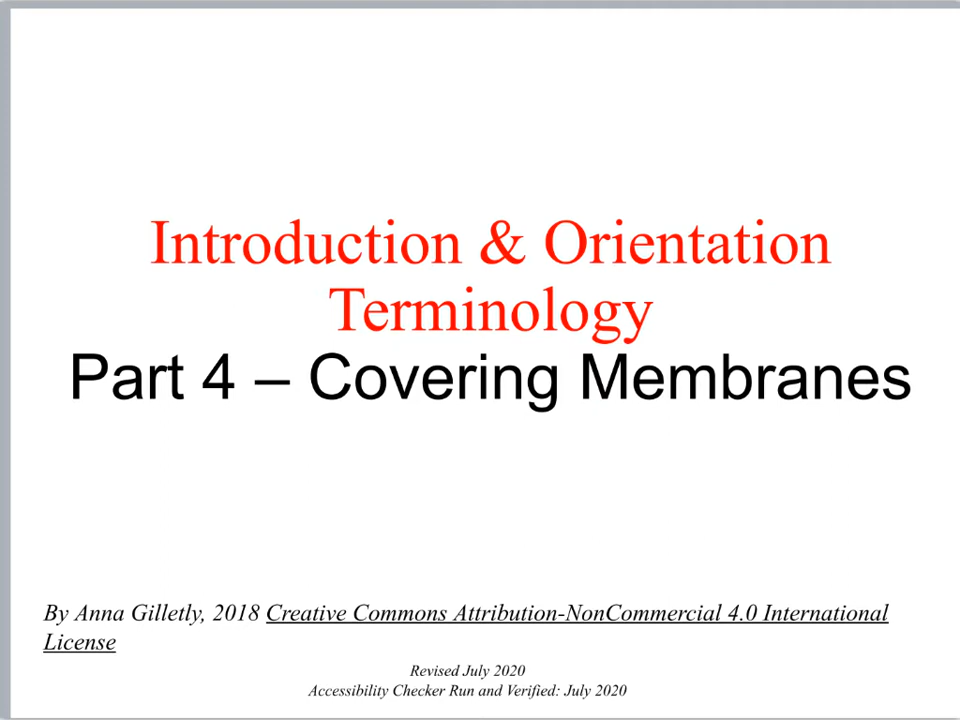 Introduction & Orientation
Terminology
Part 4 – Covering Membranes
By Anna Gilletly, 2018 Creative Commons Attribution-NonCommercial 4.0 International
License
Revised July 2020
Accessibility Checker Run and Verified: July 2020